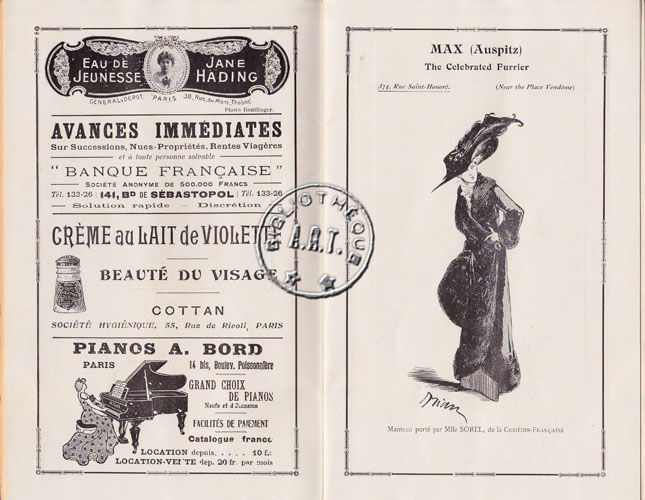 EAU DE JEUNESSE
JANE HADING
GENERAL DEPOT PARIS 38, Rue du Mont-Thabor
Photo Reutlinger.
AVANCES IMMÉDIATES
Sur Successions, Nues-Propriétés, Rentes Viagères
et à toute personne solvable
"BANQUE FRANÇAISE"
SOCIÉTÉ ANONYME DE 500.000 FRANCS
Tél. 133-26 | 141, BD DE SÉBASTOPOL | Tél. 133-26
Solution rapide – Discrétion
CRÈME au LAIT de VIOLETTE
BEAUTÉ DU VISAGE
COTTAN
SOCIÉTÉ HYGIÉNIQUE, 55, Rue de Rivoli, PARIS
PIANOS A. BORD
PARIS 14 bis, Boulev. Poissonnière
GRAND CHOIX
DE PIANOS
Neufs et d'Occasion
FACILITÉS DE PAIEMENT
Catalogue franco
LOCATION depuis..... 10 fr.
LOCATION-VENTE dep. 20 fr. par mois
BIBLIOTHÈQUE
A.R.T.
MAX (Auspitz)
The Celebrated Furrier
374, Rue Saint-Honoré. (Near the Place Vendôme)
Drian
Manteau porté par Mlle SOREL, de la COMÉDIE-FRANÇAISE